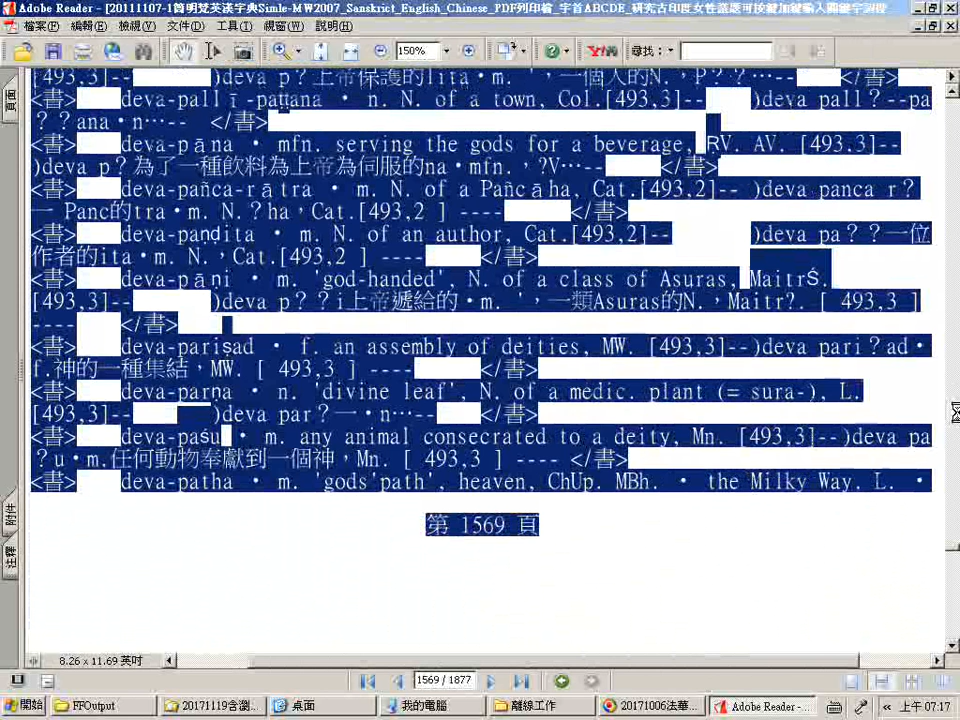 Adobe Reader - [20111107-1簡明梵英漢字典Simle-MW2007_Sanskrit_English_Chinese_PDF列印檔_字首ABCDE_研究古印度女性議題可按鍵輸入關鍵字詞搜
檔案(F) 編輯(E) 檢視(V) 文件(D) 工具(T) 視窗(W) 說明(H)
150% Y! 尋找:
[493,3]-- )deva p?上帝保護的lita•m. '，一個人的N.，P??…-- </書>
<書> deva-pallī-paṭṭana • n. N. of a town, Col.[493,3]-- )deva pall?--pa
??ana•n…-- </書>
<書> deva-pāna • mfn. serving the gods for a beverage, ṚV. AV. [493,3]--
)deva p?為了一種飲料為上帝為伺服的na•mfn.，?V…-- </書>
<書> deva-pañca-rātra • m. N. of a Pañcāha, Cat.[493,2]-- )deva panca r?
一 Panc的tra•m. N.?ha，Cat.[493,2 ] ---- </書>
<書> deva-paṇḍita • m. N. of an author, Cat.[493,2]-- )deva pa??一位
作者的ita•m. N.，Cat.[493,2 ] ---- </書>
<書> deva-pāṇi • m. 'god-handed', N. of a class of Asuras, MaitrŚ.
[493,3]-- )deva p??i上帝遞給的•m. '，一類Asuras的N.，Maitr?. [ 493,3 ]
---- </書>
<書> deva-pariṣad • f. an assembly of deities, MW. [493,3]--)deva pari?ad•
f.神的一種集結，MW. [ 493,3 ] ---- </書>
<書> deva-parṇa • n. 'divine leaf', N. of a medic. plant (= sura-), L.
[493,3]-- )deva par?一•n…-- </書>
<書> deva-paśu • m. any animal consecrated to a deity, Mn. [493,3]--)deva pa
?u•m.任何動物奉獻到一個神，Mn. [ 493,3 ] ---- </書>
<書> deva-patha • m. 'gods'path', heaven, ChUp. MBh. • the Milky Way, L. •
第 1569 頁
頁面
附件
注釋
8.26 x 11.69 英吋
1569 / 1877
開始 FFOutput 20171119含瀏... 桌面 我的電腦 離線工作 20171006法華... Adobe Reader -... 上午 07:17